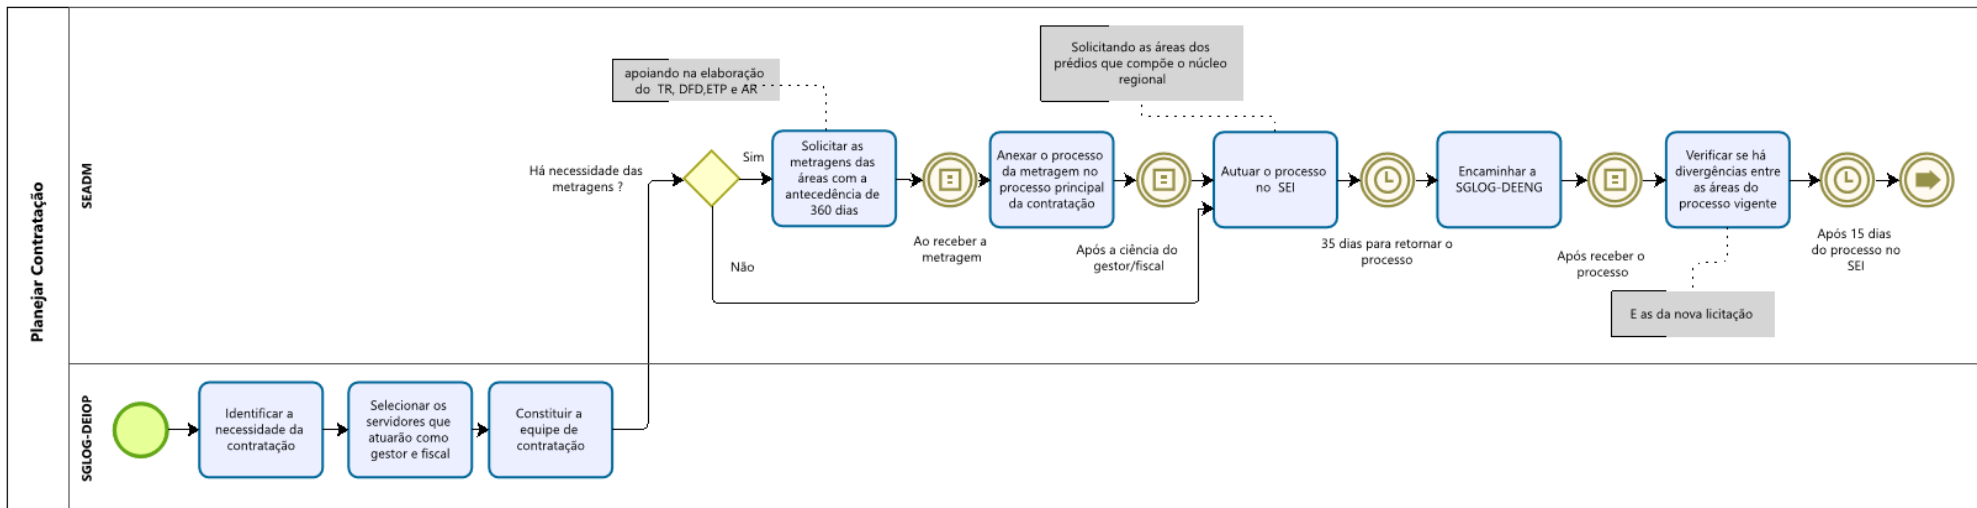 Planejar Contratação
SEADM
Há necessidade das
metragens ?
Sim
Não
apoiando na elaboração
do TR, DFD,ETP e AR
Solicitar as
metragens das
áreas com a
antecedência de
360 dias
Ao receber a
metragem
Anexar o processo
da metragem no
processo principal
da contratação
Após a ciência do
gestor/fiscal
Solicitando as áreas dos
prédios que compõe o núcleo
regional
Autuar o processo
no SEI
35 dias para retornar o
processo
Encaminhar a
SGLOG-DEENG
Após receber o
processo
Verificar se há
divergências entre
as áreas do
processo vigente
E as da nova licitação
Após 15 dias
do processo no
SEI
SGLOG-DEIOP
Identificar a
necessidade da
contratação
Selecionar os
servidores que
atuarão como
gestor e fiscal
Constituir a
equipe de
contratação